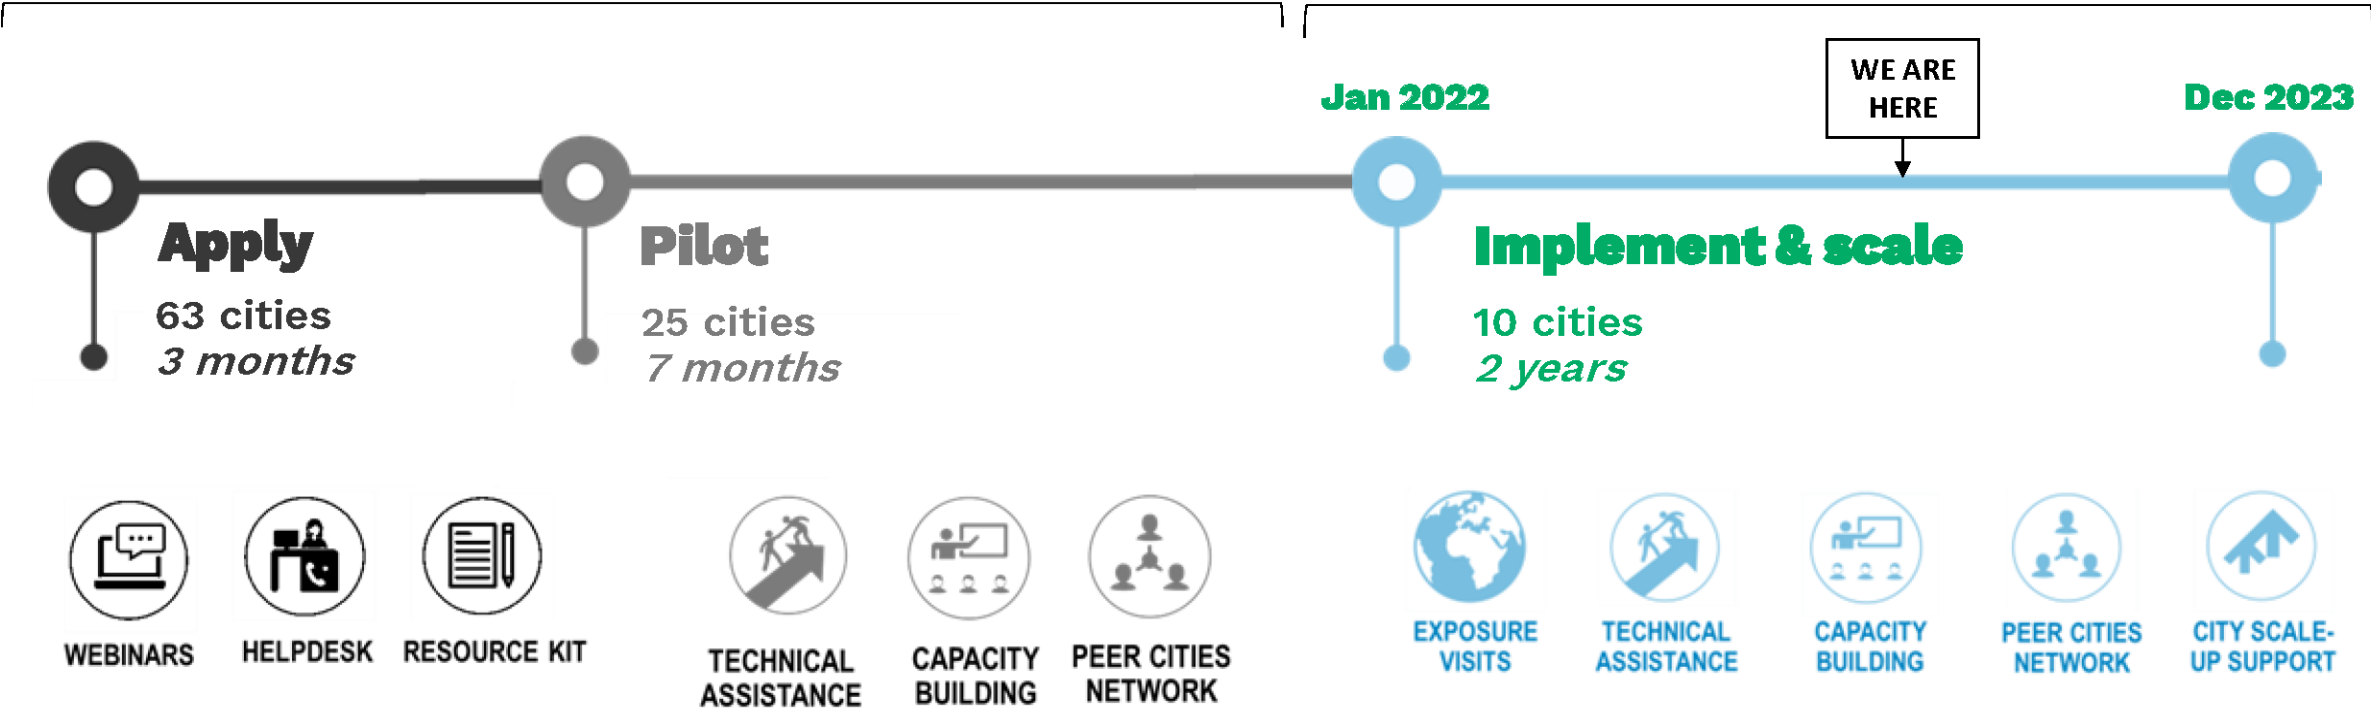 WE ARE
HERE
Jan 2022
Dec 2023
Apply
63 cities
3 months
Pilot
25 cities
7 months
Implement & scale
10 cities
2 years
WEBINARS
HELPDESK
RESOURCE KIT
TECHNICAL
ASSISTANCE
CAPACITY
BUILDING
PEER CITIES
NETWORK
EXPOSURE
VISITS
TECHNICAL
ASSISTANCE
CAPACITY
BUILDING
PEER CITIES
NETWORK
CITY SCALE-
UP SUPPORT